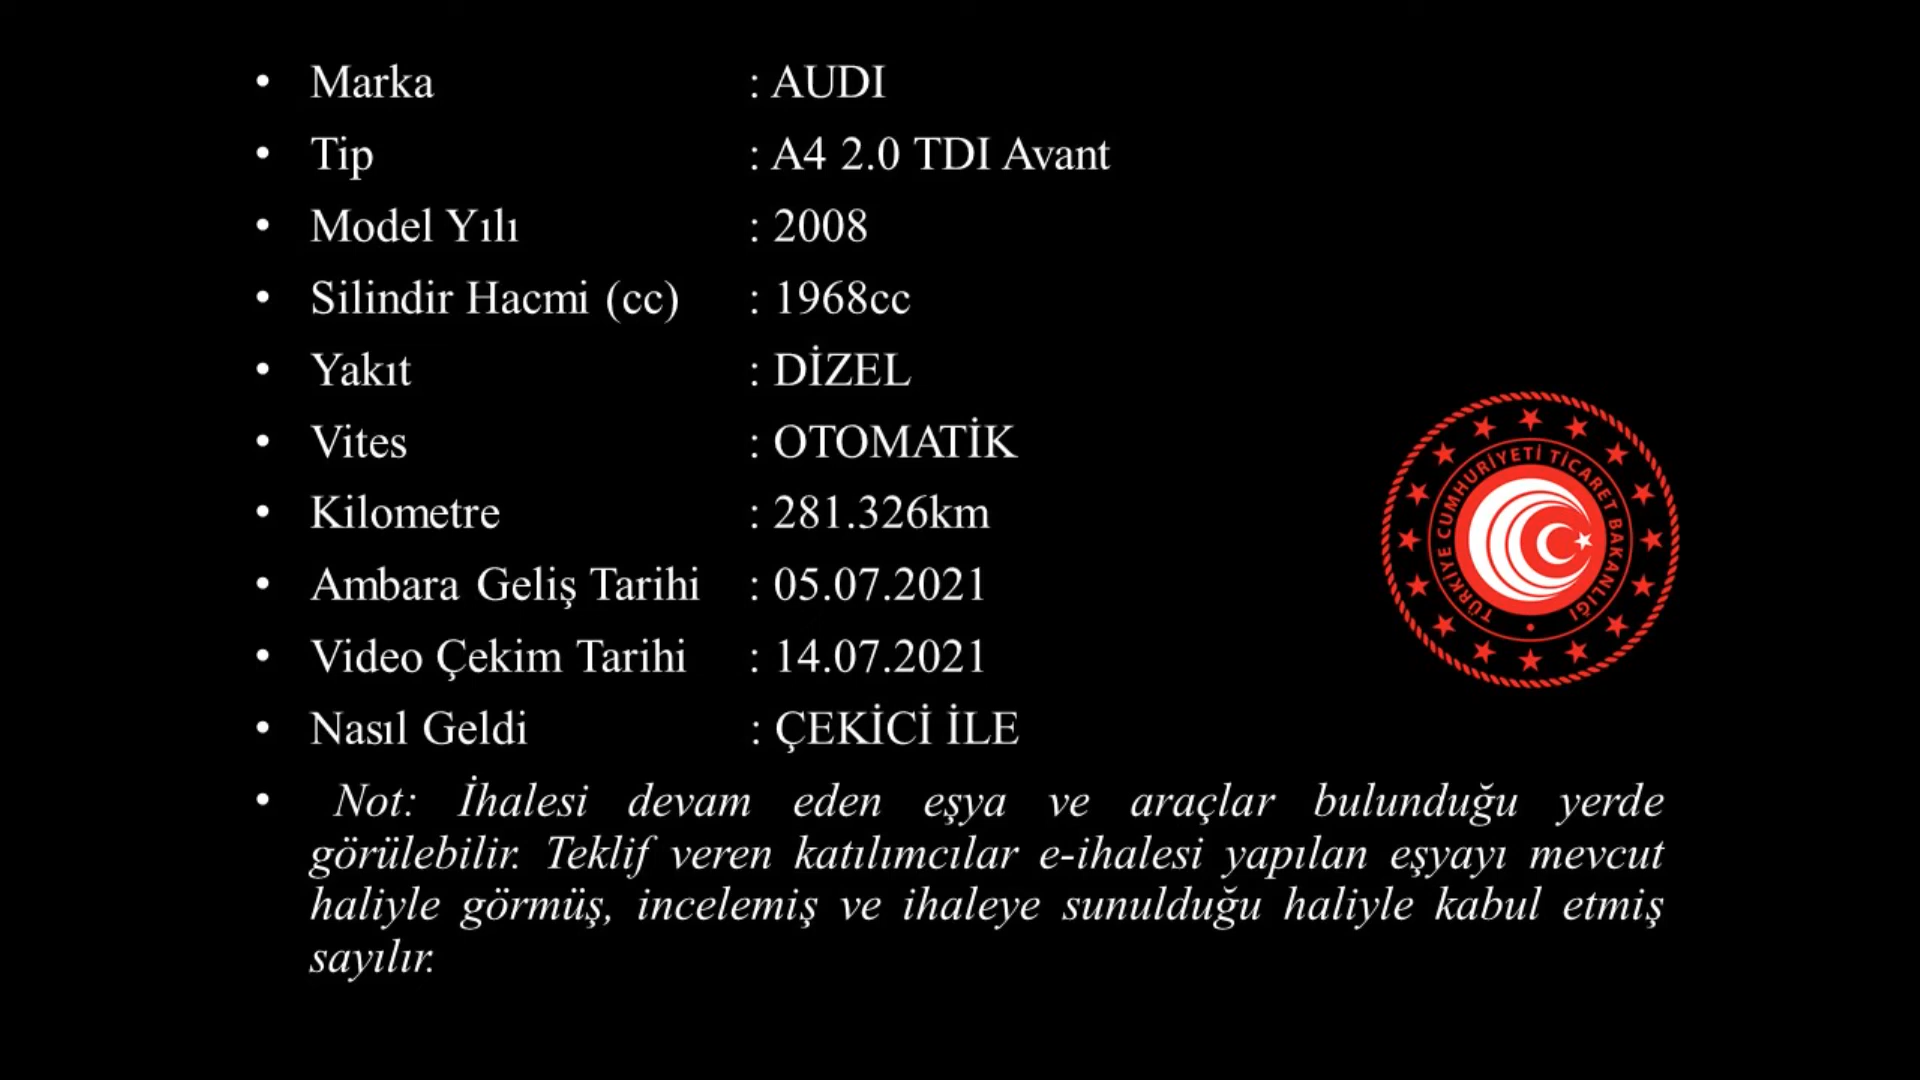 • Marka : AUDI
• Tip : A4 2.0 TDI Avant
• Model Yılı : 2008
• Silindir Hacmi (cc) : 1968cc
• Yakıt : DİZEL
• Vites : OTOMATİK
• Kilometre : 281.326km
• Ambara Geliş Tarihi : 05.07.2021
• Video Çekim Tarihi : 14.07.2021
• Nasıl Geldi : ÇEKİCİ İLE
• Not: İhalesi devam eden eşya ve araçlar bulunduğu yerde
görülebilir. Teklif veren katılımcılar e-ihalesi yapılan eşyayı mevcut
haliyle görmüş, incelemiş ve ihaleye sunulduğu haliyle kabul etmiş
sayılır.
TÜRKİYE CUMHURİYETİ TİCARET BAKANLIĞI